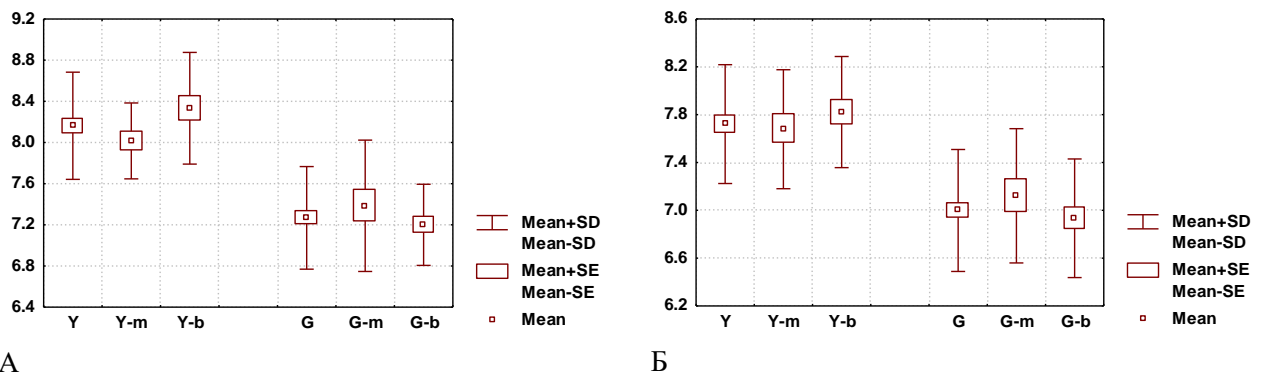 9.2
8.8
8.4
8.0
7.6
7.2
6.8
6.4
Y Y-m Y-b G G-m G-b
Mean+SD
Mean-SD
Mean+SE
Mean-SE
Mean
А
8.6
8.2
7.8
7.4
7.0
6.6
6.2
Y Y-m Y-b G G-m G-b
Mean+SD
Mean-SD
Mean+SE
Mean-SE
Mean
Б